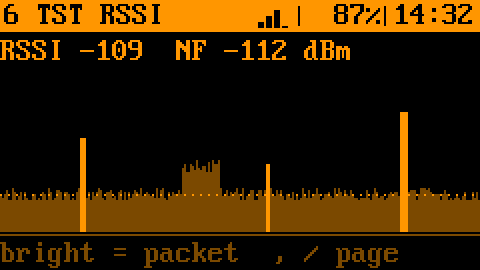 6 TST RSSI 87%|14:32
RSSI -109 NF -112 dBm
bright = packet , / page